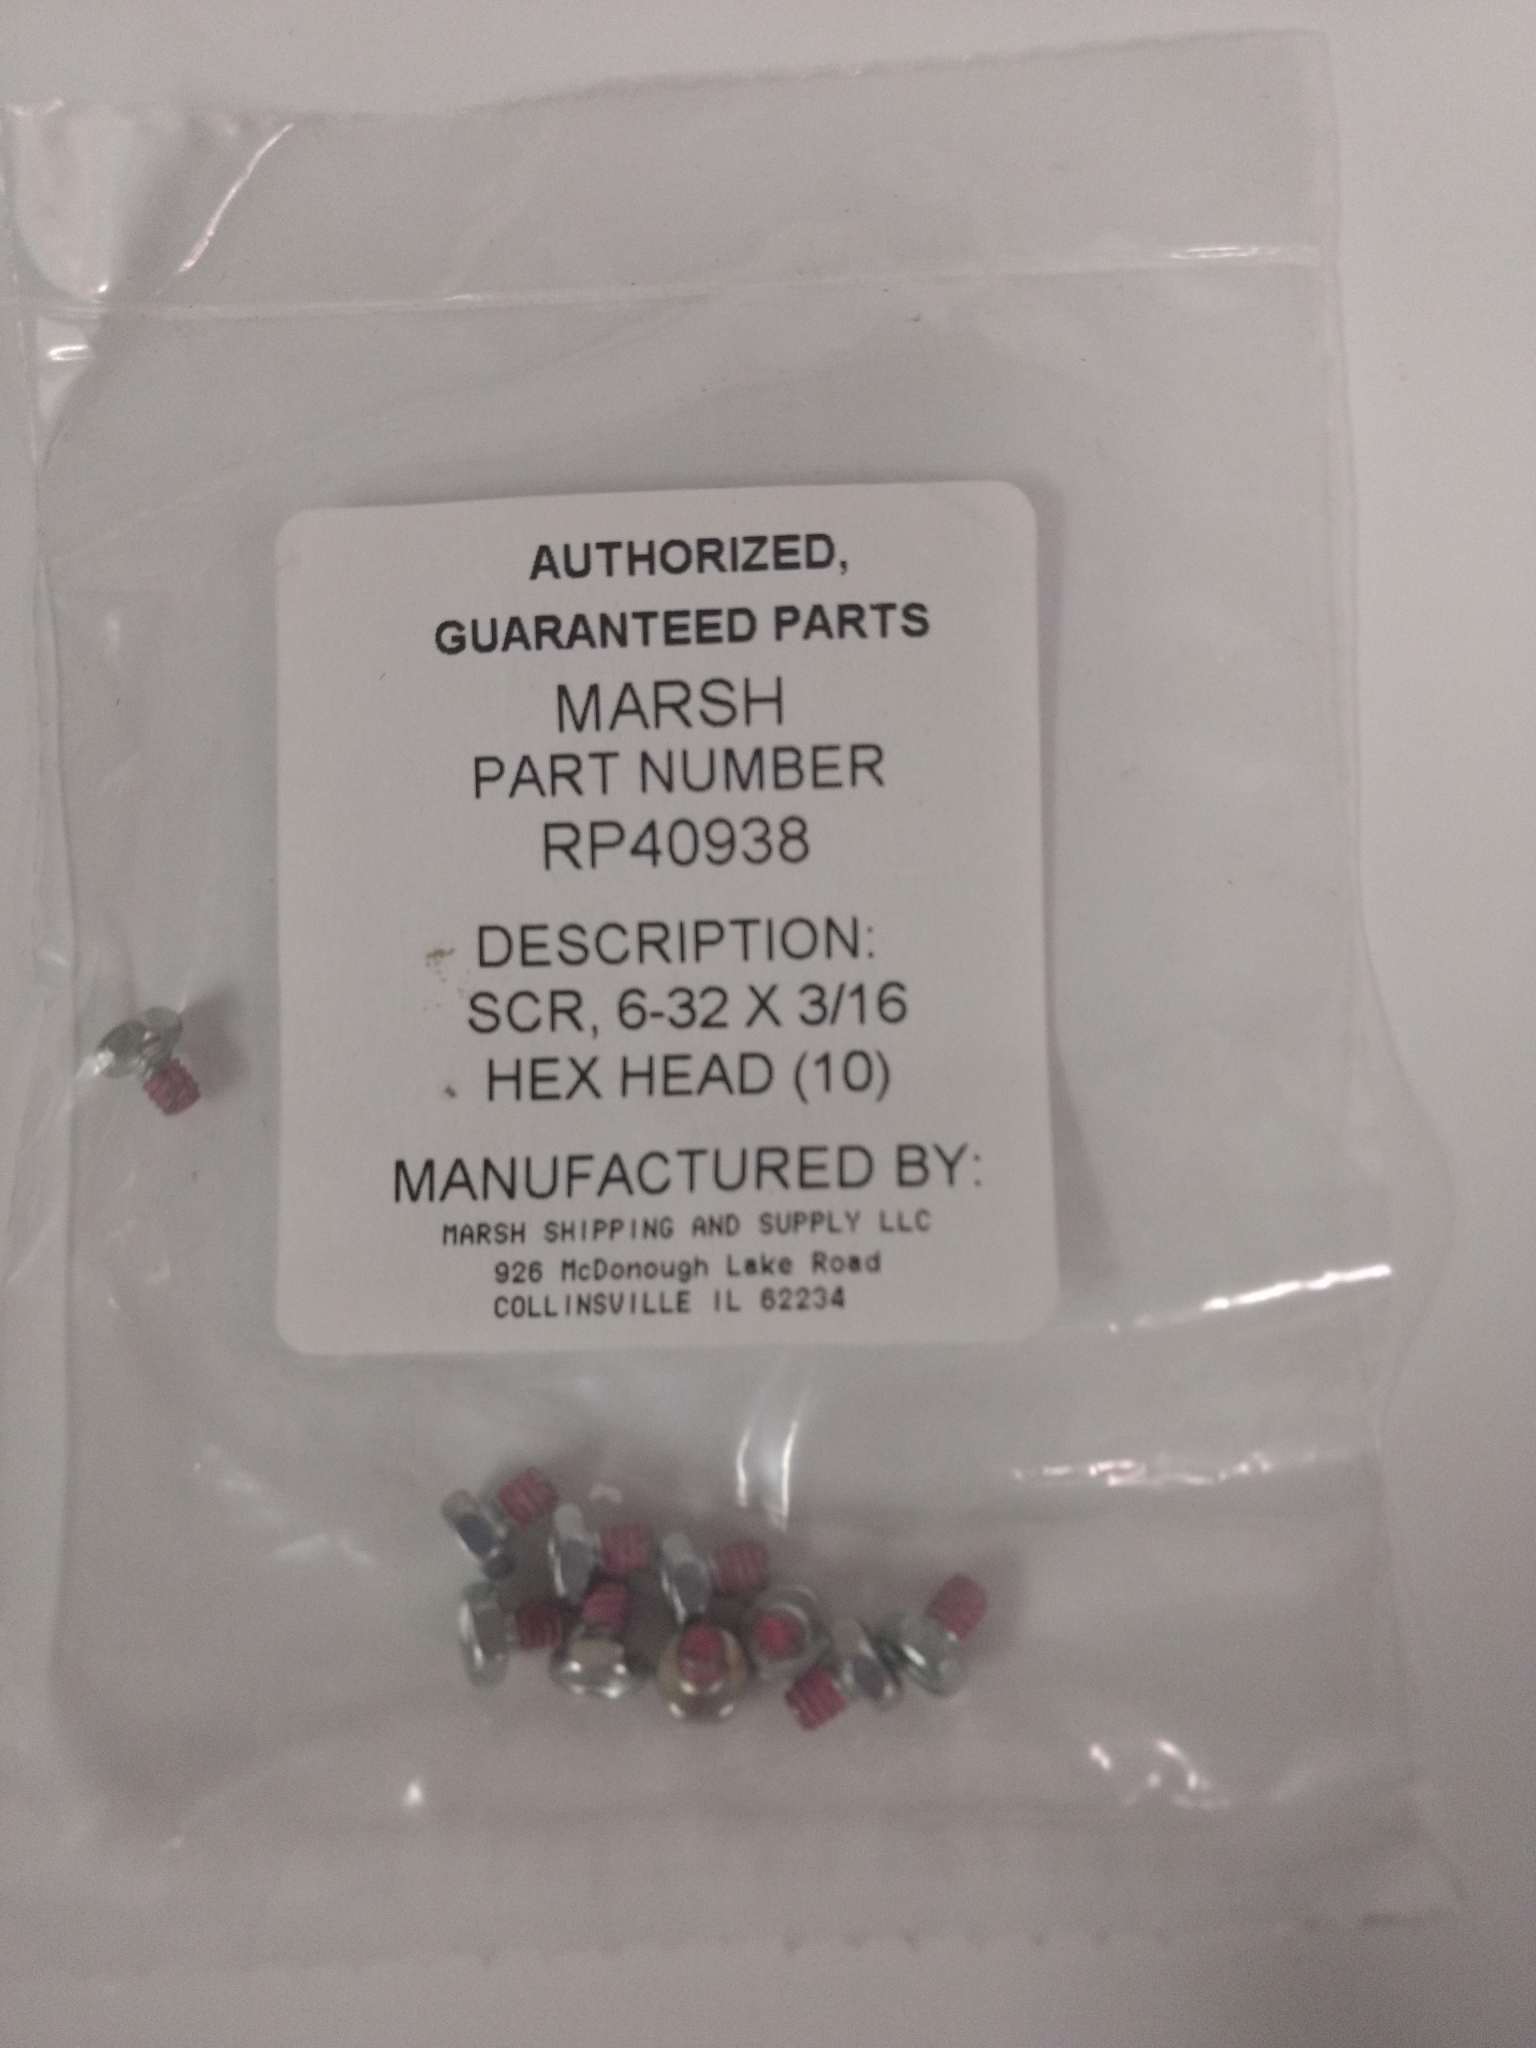 AUTHORIZED,
GUARANTEED PARTS
MARSH
PART NUMBER
RP40938
DESCRIPTION:
SCR, 6-32 X 3/16
HEX HEAD (10)
MANUFACTURED BY:
MARSH SHIPPING AND SUPPLY LLC
926 McDonough Lake Road
COLLINSVILLE IL 62234